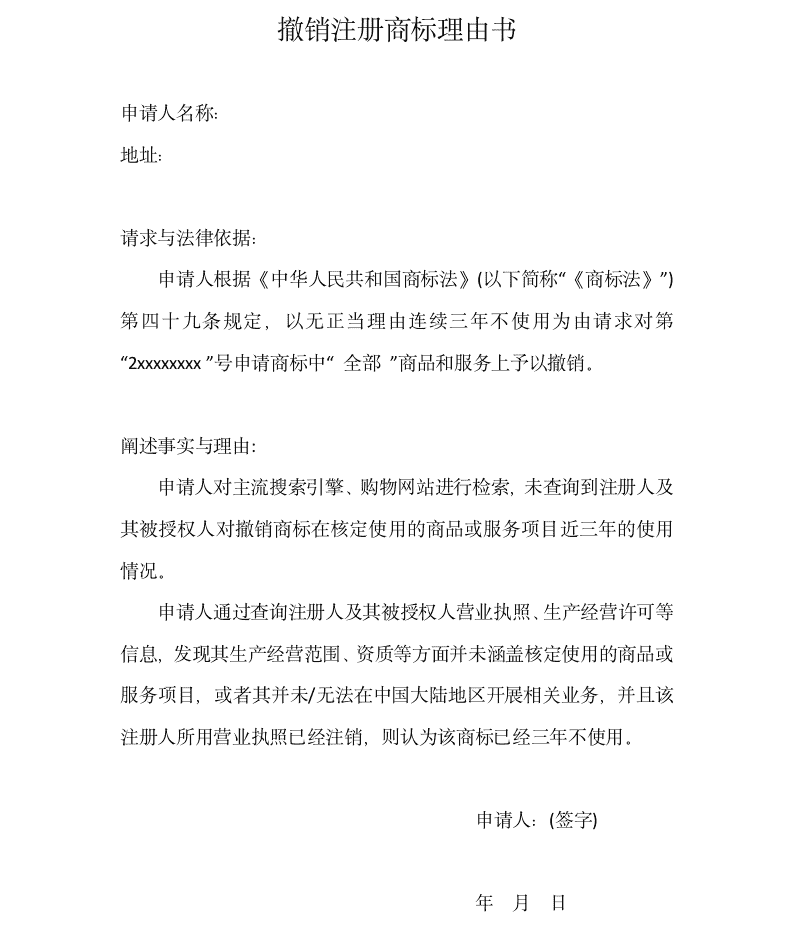 撤销注册商标理由书
申请人名称:
地址:
请求与法律依据:
申请人根据《中华人民共和国商标法》(以下简称“《商标法》”)
第四十九条规定，以无正当理由连续三年不使用为由请求对第
“2xxxxxxxx ”号申请商标中“ 全部 ”商品和服务上予以撤销。
阐述事实与理由:
申请人对主流搜索引擎、购物网站进行检索，未查询到注册人及
其被授权人对撤销商标在核定使用的商品或服务项目近三年的使用
情况。
申请人通过查询注册人及其被授权人营业执照、生产经营许可等
信息，发现其生产经营范围、资质等方面并未涵盖核定使用的商品或
服务项目，或者其并未/无法在中国大陆地区开展相关业务，并且该
注册人所用营业执照已经注销，则认为该商标已经三年不使用。
申请人：(签字)
年 月 日